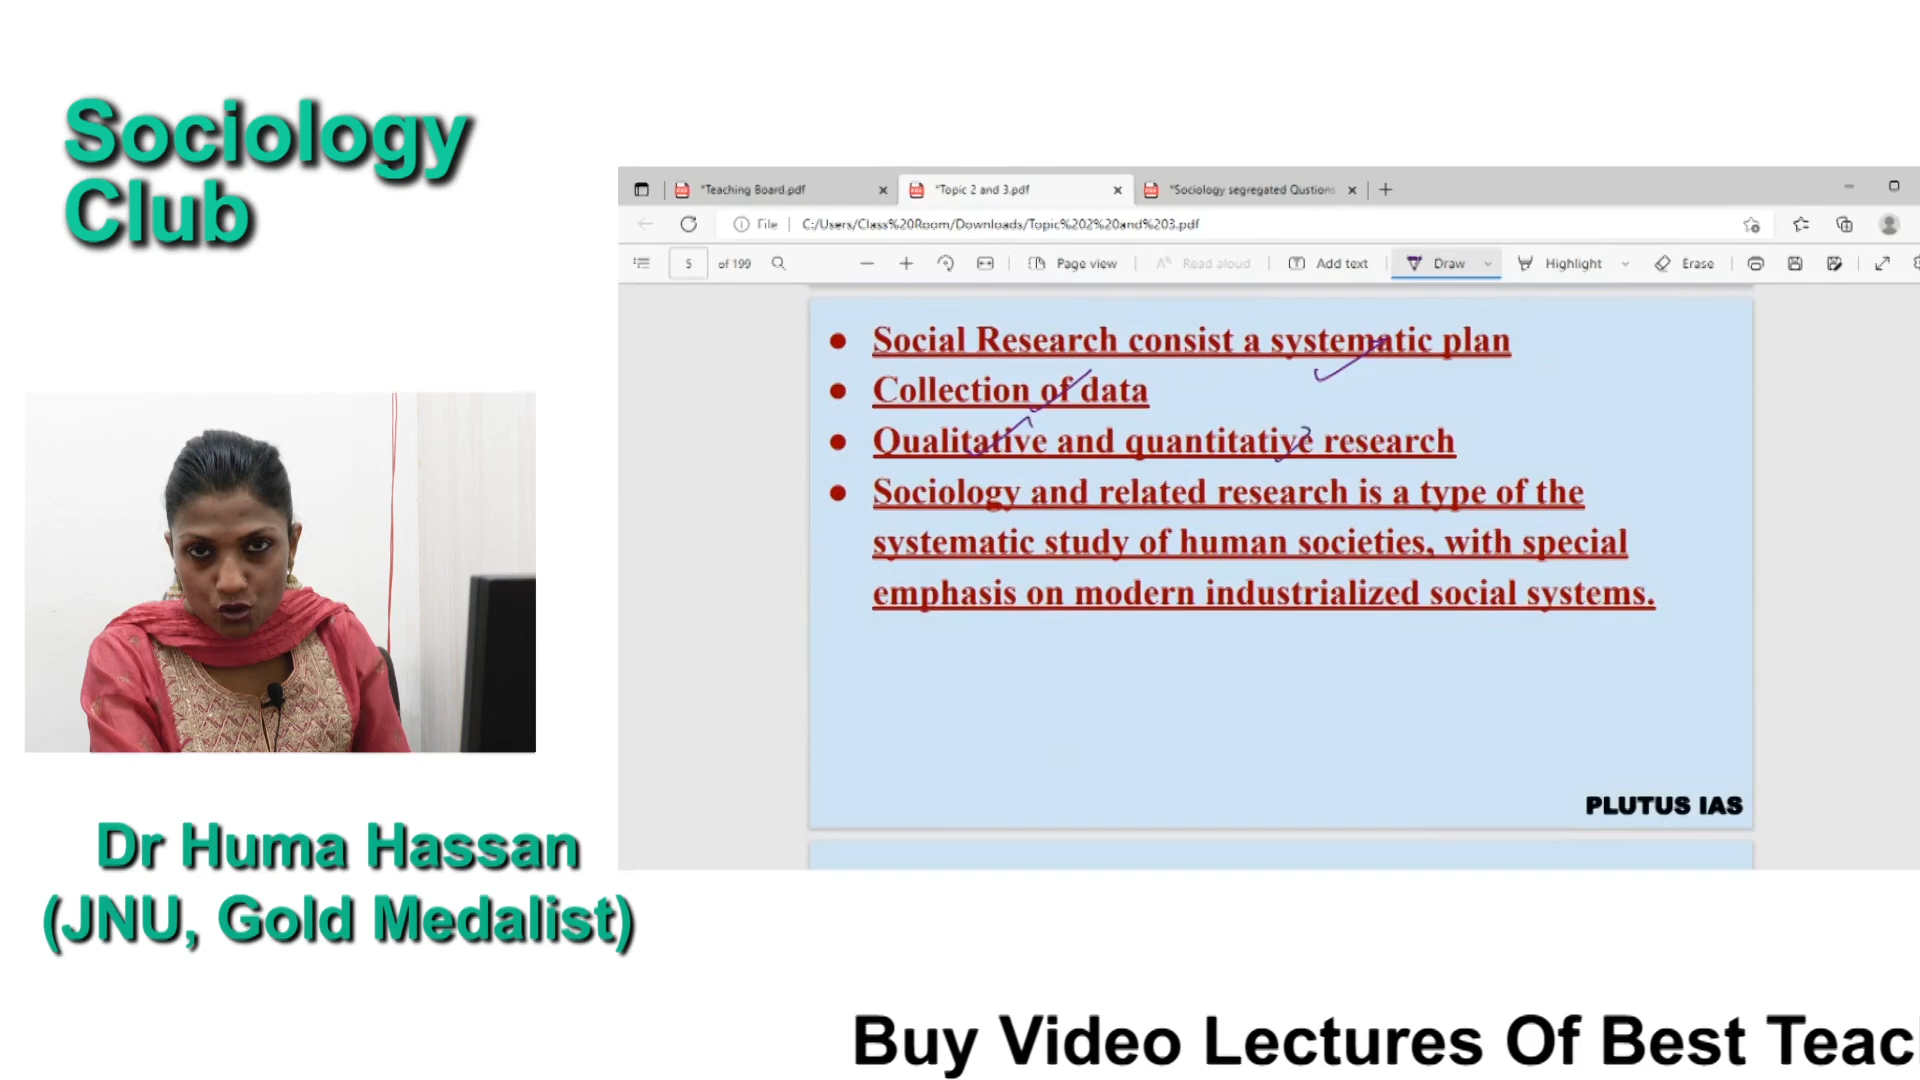 Sociology
Club
*Teaching Board.pdf
*Topic 2 and 3.pdf
*Sociology segregated Qustions
File
C:/Users/Class%20Room/Downloads/Topic%202%20and%203.pdf
5 of 199
Page view
Read aloud
Add text
Draw
Highlight
Erase
Social Research consist a systematic plan
Collection of data
Qualitative and quantitative research
Sociology and related research is a type of the
systematic study of human societies, with special
emphasis on modern industrialized social systems.
PLUTUS IAS
Dr Huma Hassan
(JNU, Gold Medalist)
Buy Video Lectures Of Best